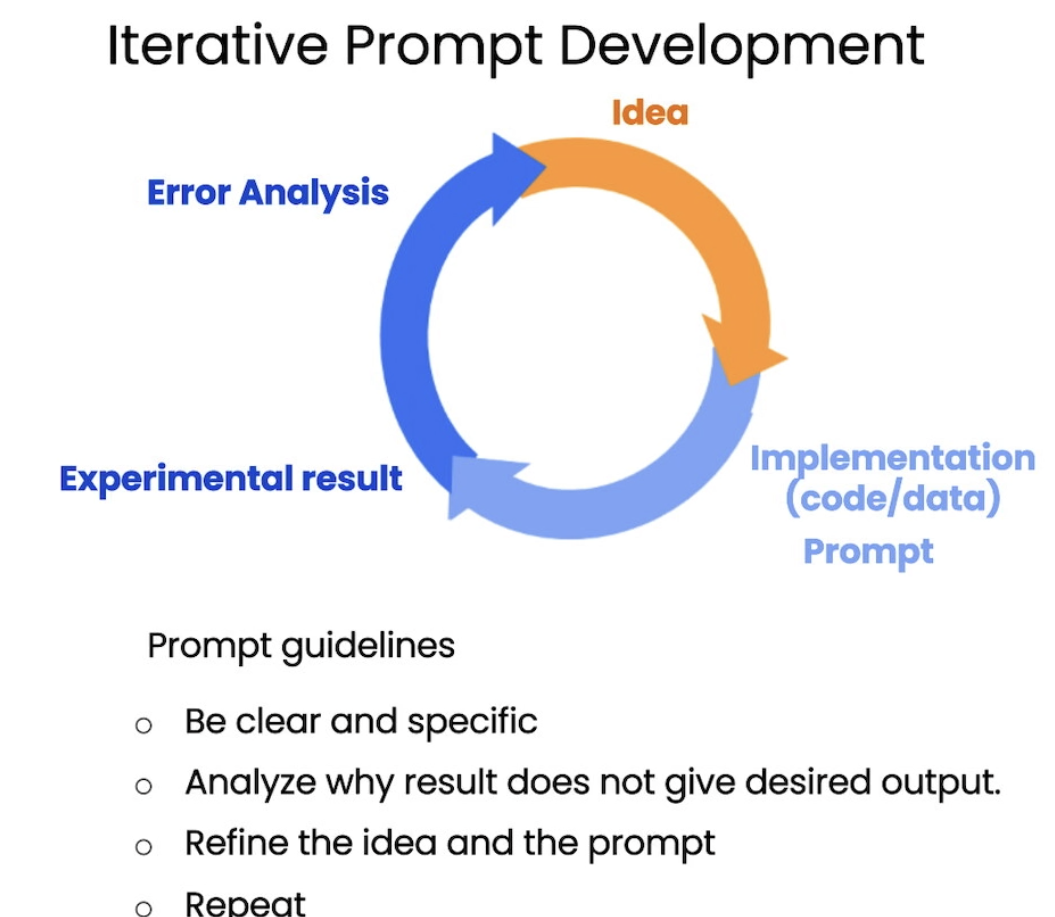 Iterative Prompt Development
Idea
Error Analysis
Experimental result
Implementation
(code/data)
Prompt
Prompt guidelines
o Be clear and specific
o Analyze why result does not give desired output.
o Refine the idea and the prompt
o Repeat